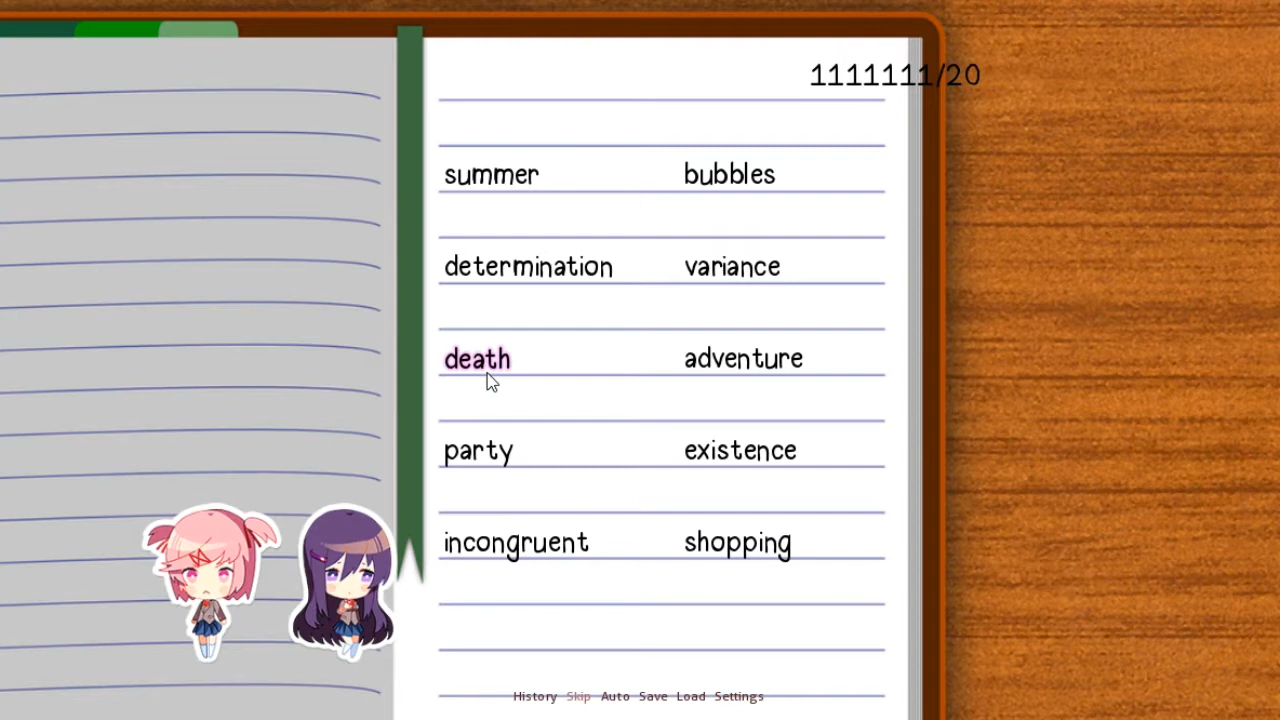 1111111/20
summer bubbles
determination variance
death adventure
party existence
incongruent shopping
History Skip Auto Save Load Settings